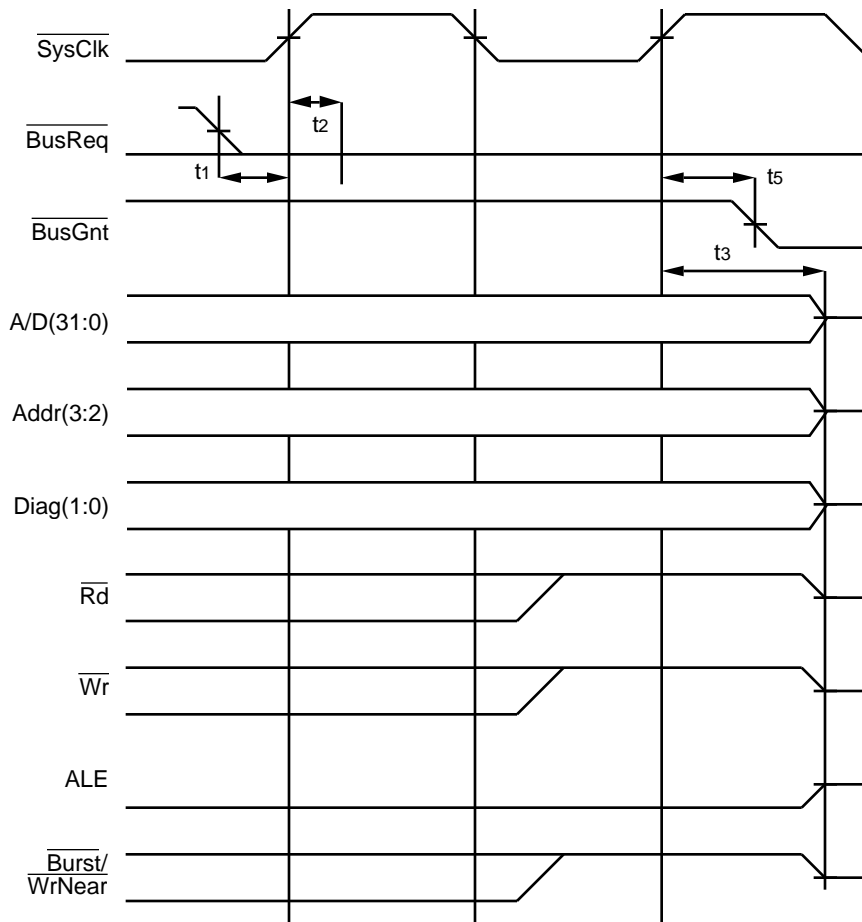 SysClk
t2
BusReq
t1
t5
BusGnt
t3
A/D(31:0)
Addr(3:2)
Diag(1:0)
Rd
Wr
ALE
Burst/
WrNear